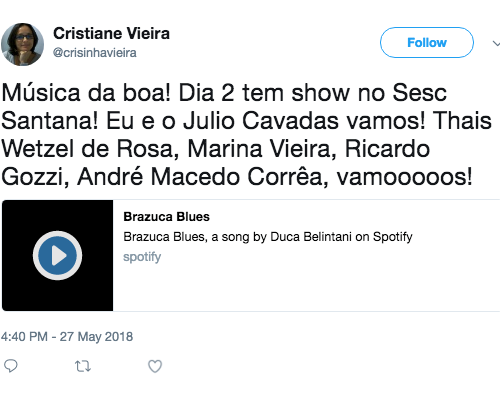 Cristiane Vieira
@crisinhavieira
Follow
Música da boa! Dia 2 tem show no Sesc
Santana! Eu e o Julio Cavadas vamos! Thais
Wetzel de Rosa, Marina Vieira, Ricardo
Gozzi, André Macedo Corrêa, vamooooos!
Brazuca Blues
Brazuca Blues, a song by Duca Belintani on Spotify
spotify
4:40 PM - 27 May 2018